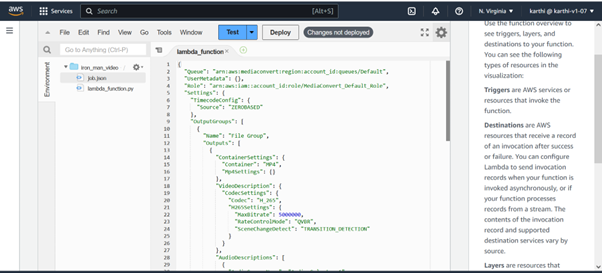 aws
Services
Search
[Alt+S]
N. Virginia
karthi @ karthi-v1-07
File Edit Find View Go Tools Window
Test
Deploy
Changes not deployed
Go to Anything (Ctrl-P)
lambda_function
Environment
iron_man_video
job.json
lambda_function.py
1 {
2 "Queue": "arn:aws:mediaconvert:region:account_id:queues/Default",
3 "UserMetadata": {},
4 "Role": "arn:aws:iam::account_id:role/MediaConvert_Default_Role",
5 "Settings": {
6 "TimecodeConfig": {
7 "Source": "ZEROBASED"
8 },
9 "OutputGroups": [
10 {
11 "Name": "File Group",
12 "Outputs": [
13 {
14 "ContainerSettings": {
15 "Container": "MP4",
16 "Mp4Settings": {}
17 },
18 "VideoDescription": {
19 "CodecSettings": {
20 "Codec": "H_265",
21 "H265Settings": {
22 "MaxBitrate": 5000000,
23 "RateControlMode": "QVBR",
24 "SceneChangeDetect": "TRANSITION_DETECTION"
25 }
26 }
27 },
28 "AudioDescriptions": [
29 {
Use the function overview to
see triggers, layers, and
destinations to your function.
You can see the following
types of resources in the
visualization:
Triggers are AWS services or
resources that invoke the
function.
Destinations are AWS
resources that receive a record
of an invocation after success
or failure. You can configure
Lambda to send invocation
records when your function is
invoked asynchronously, or if
your function processes
records from a stream. The
contents of the invocation
record and supported
destination services vary by
source.
Layers are resources that